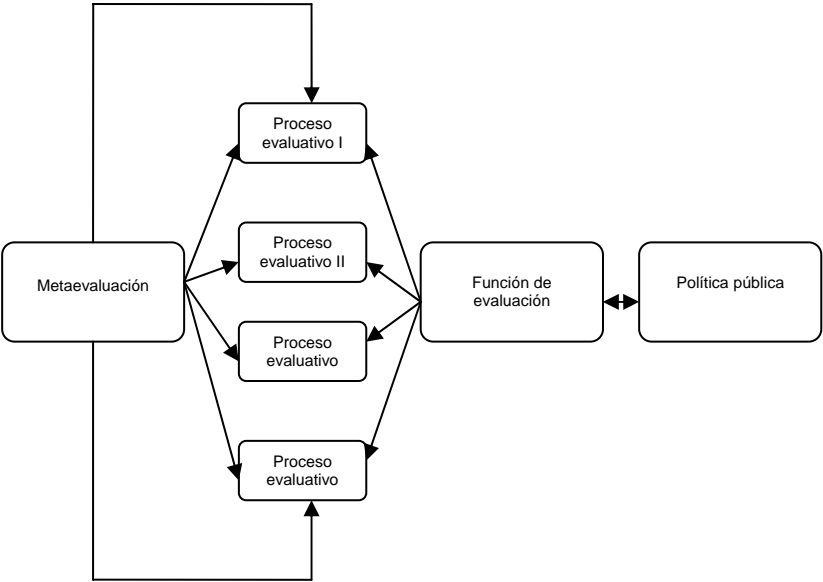 Proceso
evaluativo I
Proceso
evaluativo II
Metaevaluación
Función de
evaluación
Política pública
Proceso
evaluativo
Proceso
evaluativo